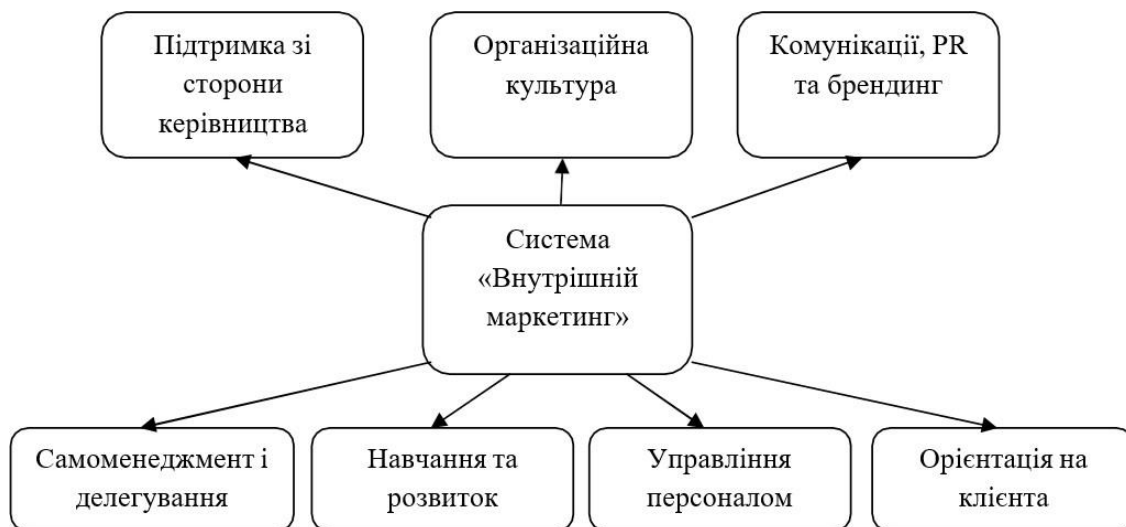 Підтримка зі
сторони
керівництва
Організаційна
культура
Комунікації, PR
та брендинг
Система
«Внутрішній
маркетинг»
Самоменеджмент і
делегування
Навчання та
розвиток
Управління
персоналом
Орієнтація на
клієнта